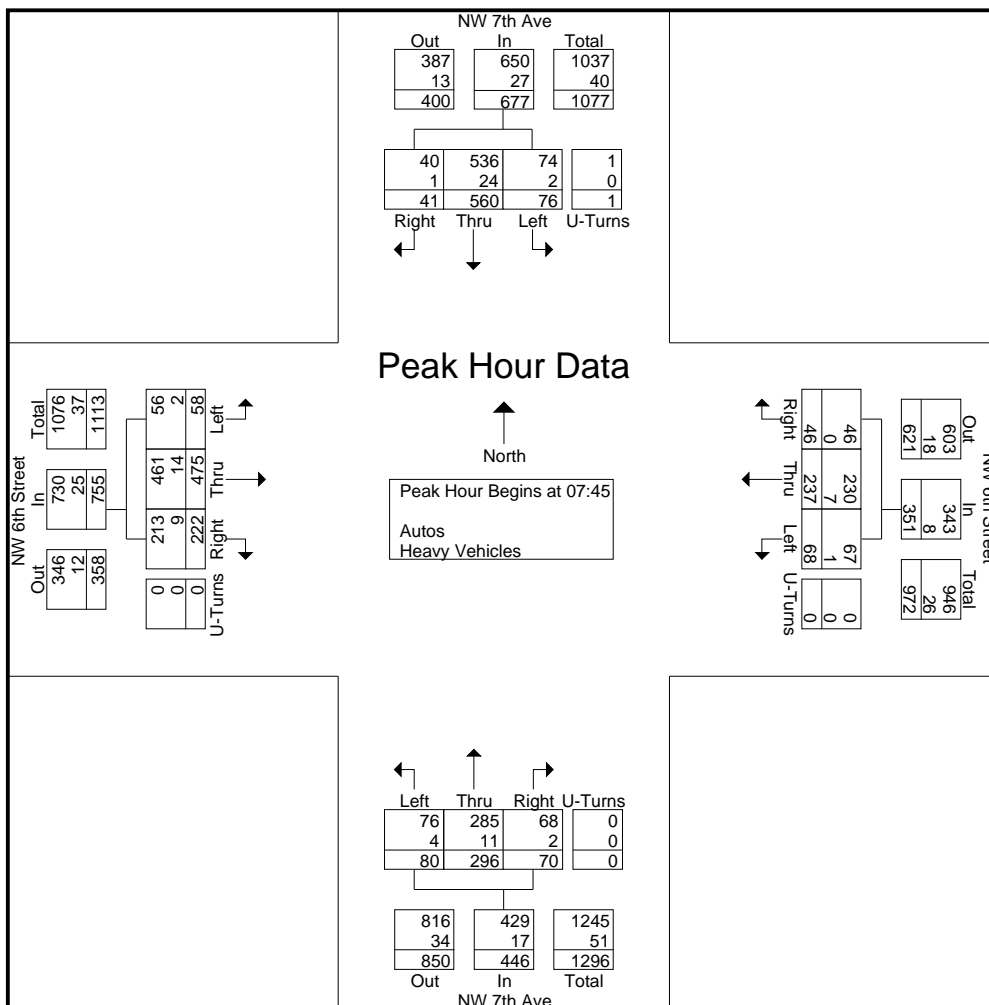 NW 7th Ave
Out In Total
387 650 1037
13 27 40
400 677 1077
40 536 74 1
1 24 2 0
41 560 76 1
Right Thru Left U-Turns
Peak Hour Data
North
Peak Hour Begins at 07:45
Autos
Heavy Vehicles
NW 6th Street
Out In Total
346 730 1076
12 25 37
358 755 1113
U-Turns Right Thru Left
0 213 461 56
0 9 14 2
0 222 475 58
NW 6th Street
Out In Total
603 343 946
18 8 26
621 351 972
Right Thru Left U-Turns
46 230 67 0
0 7 1 0
46 237 68 0
Left Thru Right U-Turns
76 285 68 0
4 11 2 0
80 296 70 0
816 429 1245
34 17 51
850 446 1296
Out In Total
NW 7th Ave